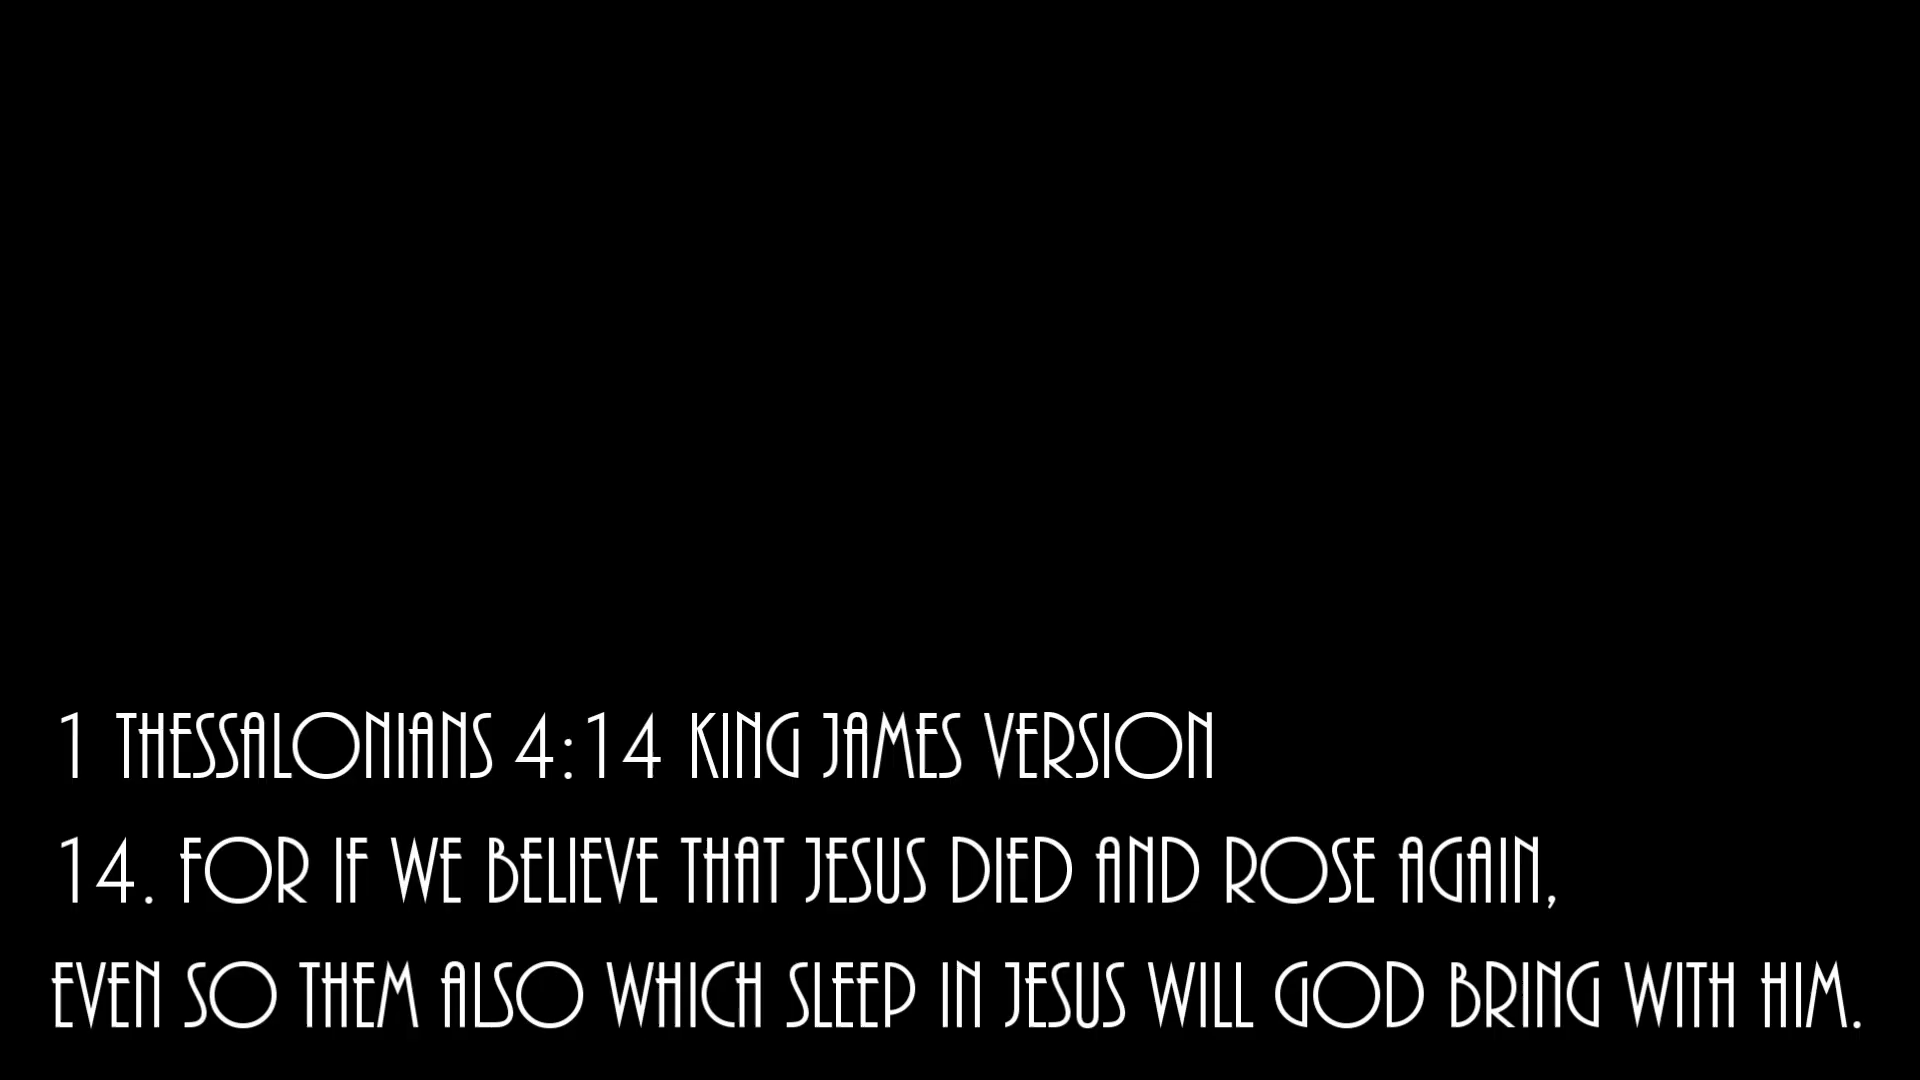 1 THESSALONIANS 4:14 KING JAMES VERSION
14. FOR IF WE BELIEVE THAT JESUS DIED AND ROSE AGAIN,
EVEN SO THEM ALSO WHICH SLEEP IN JESUS WILL GOD BRING WITH HIM.